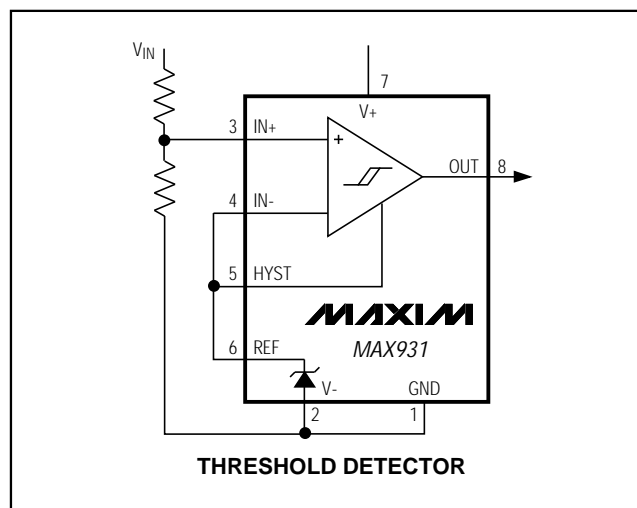 VIN
7
V+
3 IN+
+
OUT 8
4 IN-
5 HYST
MAXIM
MAX931
6 REF
V-
GND
2
1
THRESHOLD DETECTOR